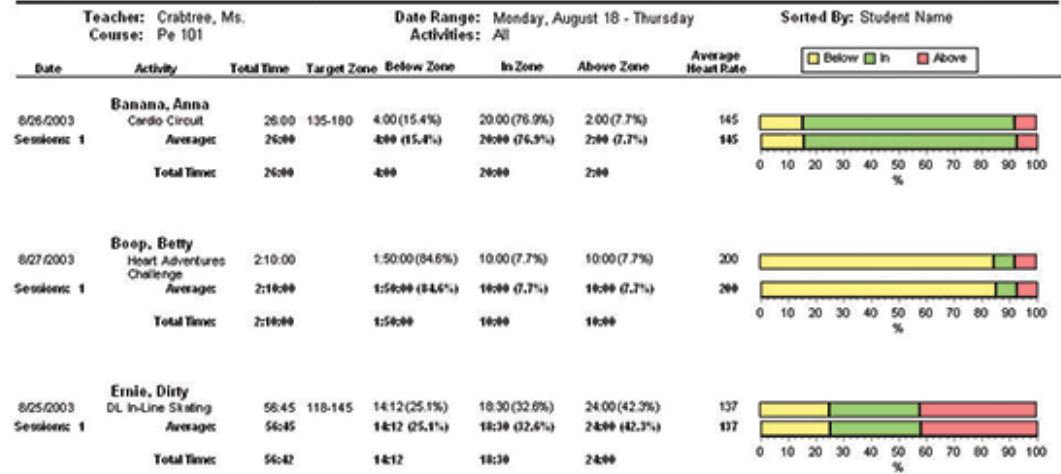 Teacher: Crabtree, Ms. Date Range: Monday, August 18 - Thursday Sorted By: Student Name
Course: Pe 101 Activities: All
Date Activity Total Time Target Zone Below Zone In Zone Above Zone Average Heart Rate Below In Above
Banana, Anna
8/26/2003 Cardio Circuit 26:00 135-180 4:00 (15.4%) 20:00 (76.9%) 2:00 (7.7%) 145
Sessions: 1 Average: 26:00 4:00 (15.4%) 20:00 (76.9%) 2:00 (7.7%) 145
0 10 20 30 40 50 60 70 80 90 100
%
Total Time: 26:00 4:00 20:00 2:00
Boop, Betty
8/27/2003 Heart Adventures Challenge 2:10:00 1:50:00 (84.6%) 10:00 (7.7%) 10:00 (7.7%) 200
Sessions: 1 Average: 2:10:00 1:50:00 (84.6%) 10:00 (7.7%) 10:00 (7.7%) 200
0 10 20 30 40 50 60 70 80 90 100
%
Total Time: 2:10:00 1:50:00 10:00 10:00
Ernie, Dirty
8/25/2003 DL In-Line Skating 56:45 118-145 14:12 (25.1%) 18:30 (32.6%) 24:00 (42.3%) 137
Sessions: 1 Average: 56:45 14:12 (25.1%) 18:30 (32.6%) 24:00 (42.3%) 137
0 10 20 30 40 50 60 70 80 90 100
%
Total Time: 56:42 14:12 18:30 24:00